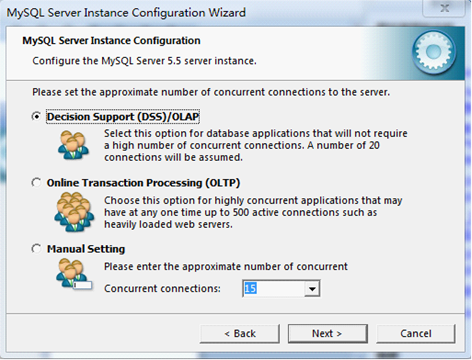 MySQL Server Instance Configuration Wizard
MySQL Server Instance Configuration
Configure the MySQL Server 5.5 server instance.
Please set the approximate number of concurrent connections to the server.
Decision Support (DSS)/OLAP
Select this option for database applications that will not require
a high number of concurrent connections. A number of 20
connections will be assumed.
Online Transaction Processing (OLTP)
Choose this option for highly concurrent applications that may
have at any one time up to 500 active connections such as
heavily loaded web servers.
Manual Setting
Please enter the approximate number of concurrent
Concurrent connections: 15
< Back Next > Cancel